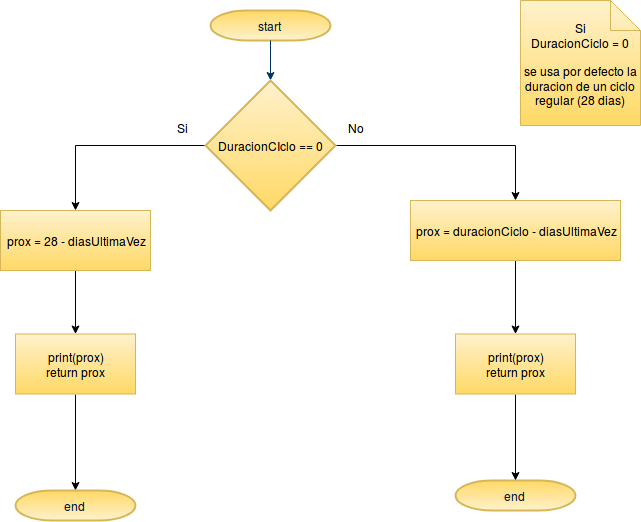 start
Si
DuracionCiclo = 0
se usa por defecto la
duracion de un ciclo
regular (28 dias)
Si
No
DuracionCIclo == 0
prox = 28 - diasUltimaVez
prox = duracionCiclo - diasUltimaVez
print(prox)
return prox
print(prox)
return prox
end
end